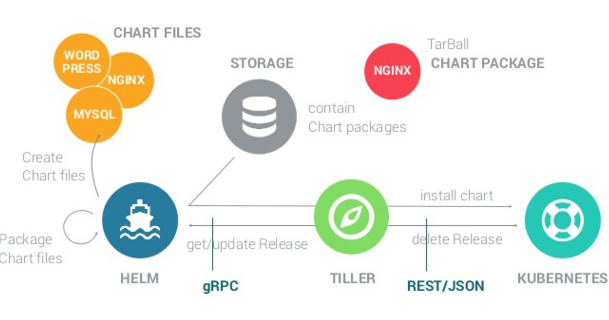 CHART FILES
WORD
PRESS
NGINX
MYSQL
STORAGE
contain
Chart packages
NGINX
TarBall
CHART PACKAGE
Create
Chart files
Package
Chart files
HELM
get/update Release
gRPC
TILLER
install chart
delete Release
REST/JSON
KUBERNETES